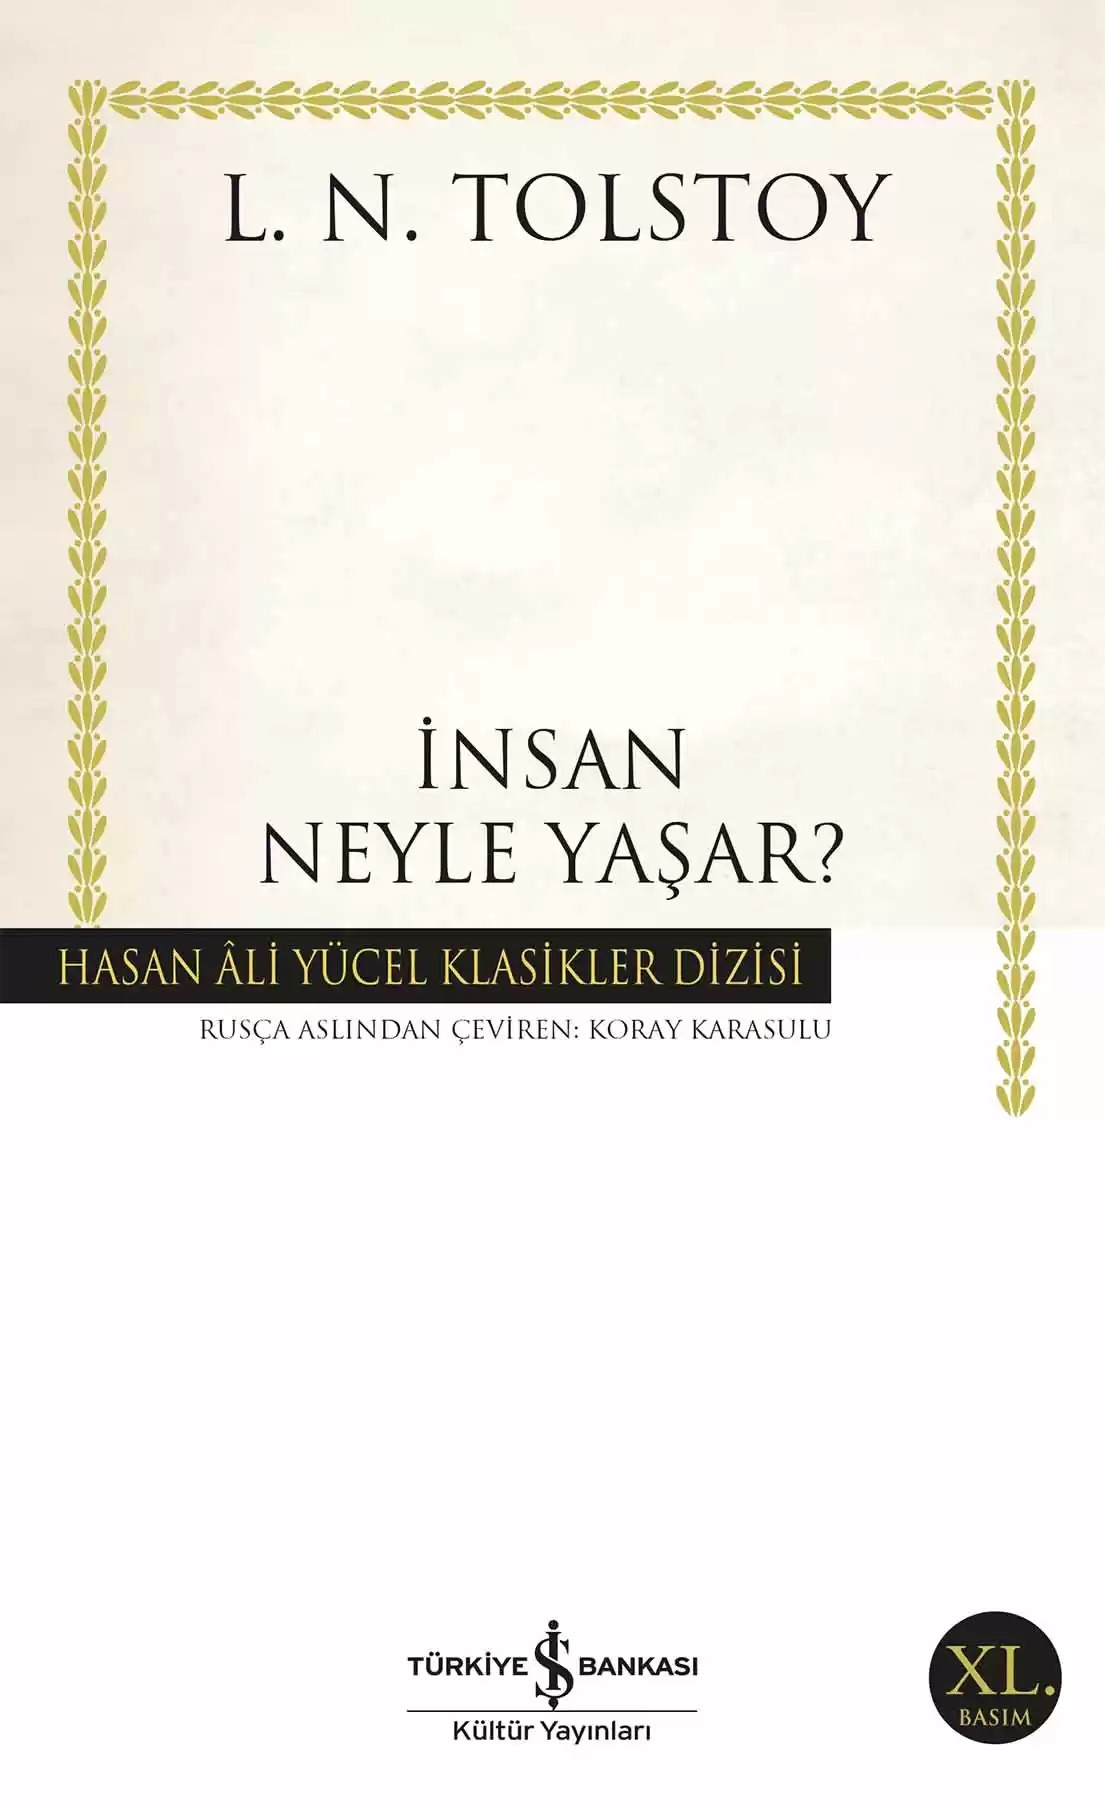 L. N. TOLSTOY
İNSAN
NEYLE YAŞAR?
HASAN ÂLİ YÜCEL KLASİKLER DİZİSİ
RUSÇA ASLINDAN ÇEVİREN: KORAY KARASULU
TÜRKİYE İŞ BANKASI
Kültür Yayınları
XL.
BASIM